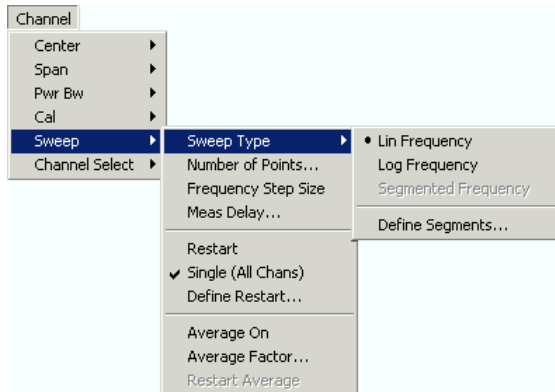 Channel
Center
Span
Pwr Bw
Cal
Sweep
Channel Select
Sweep Type
Number of Points...
Frequency Step Size
Meas Delay...
Restart
Single (All Chans)
Define Restart...
Average On
Average Factor...
Restart Average
Lin Frequency
Log Frequency
Segmented Frequency
Define Segments...